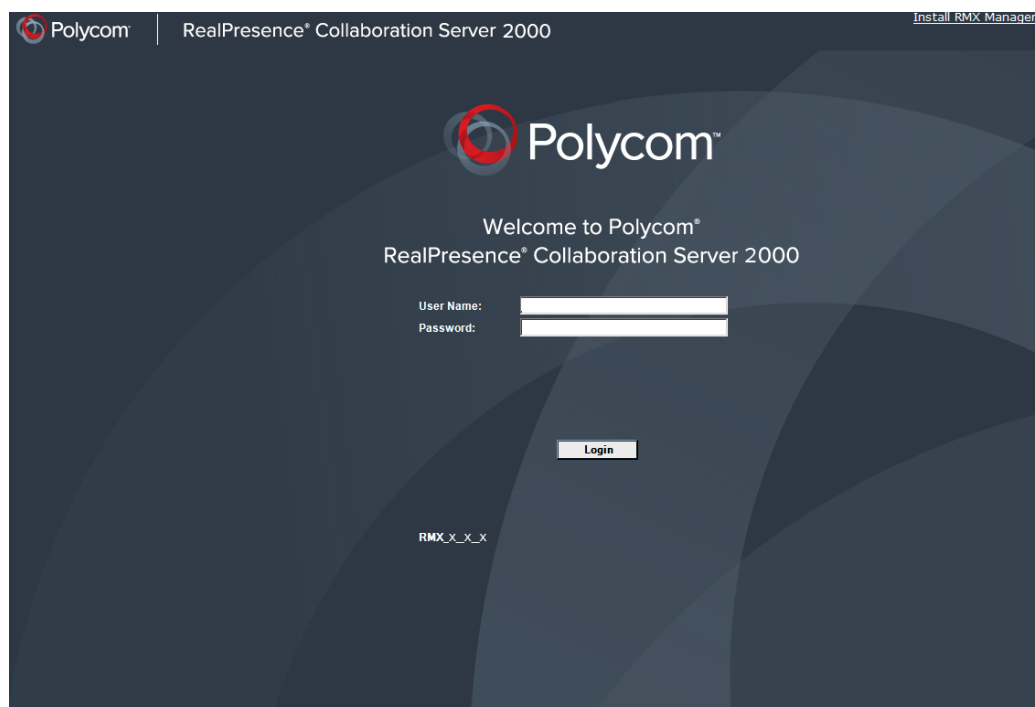 Polycom
RealPresence® Collaboration Server 2000
Install RMX Manager
Polycom™
Welcome to Polycom®
RealPresence® Collaboration Server 2000
User Name:
Password:
Login
RMX_X_X_X